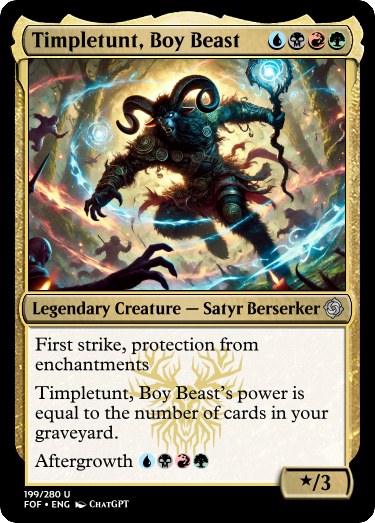 Timpletunt, Boy Beast
Legendary Creature — Satyr Berserker
First strike, protection from
enchantments
Timpletunt, Boy Beast's power is
equal to the number of cards in your
graveyard.
Aftergrowth
★/3
199/280 U
FOF • ENG ChatGPT